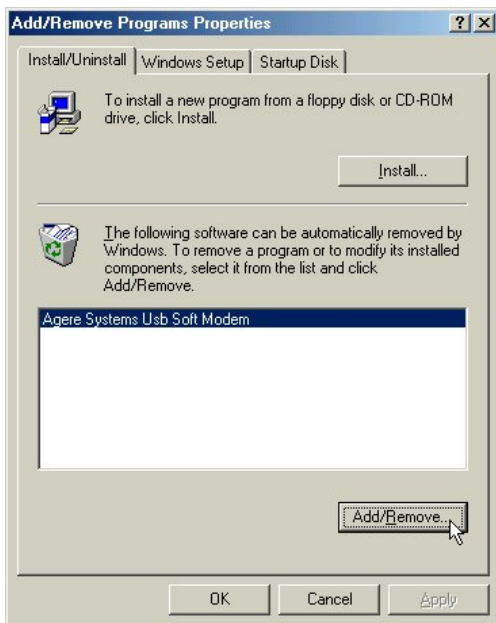 Add/Remove Programs Properties
? X
Install/Uninstall Windows Setup Startup Disk
To install a new program from a floppy disk or CD-ROM
drive, click Install.
Install...
The following software can be automatically removed by
Windows. To remove a program or to modify its installed
components, select it from the list and click
Add/Remove.
Agere Systems Usb Soft Modem
Add/Remove...
OK Cancel Apply